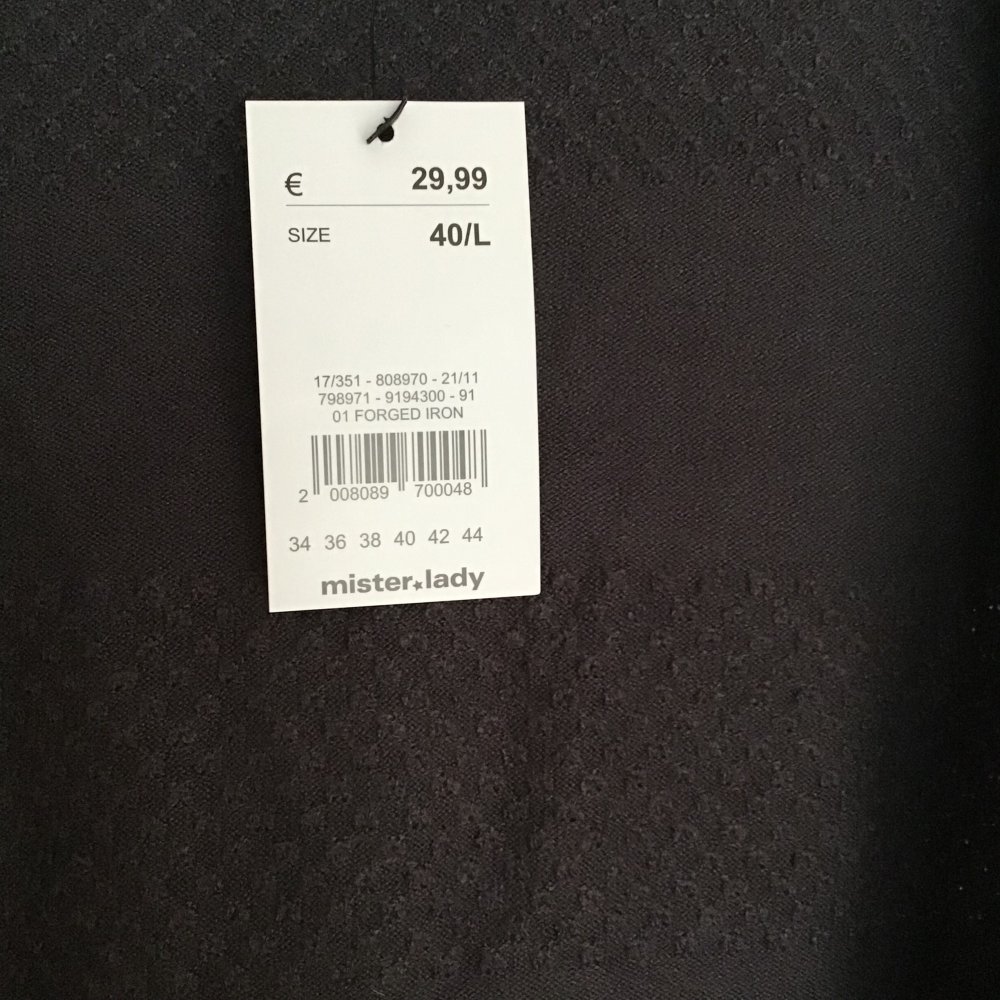 € 29,99
SIZE 40/L
17/351 - 808970 - 21/11
798971 - 9194300 - 91
01 FORGED IRON
2 008089 700048
34 36 38 40 42 44
mister★lady